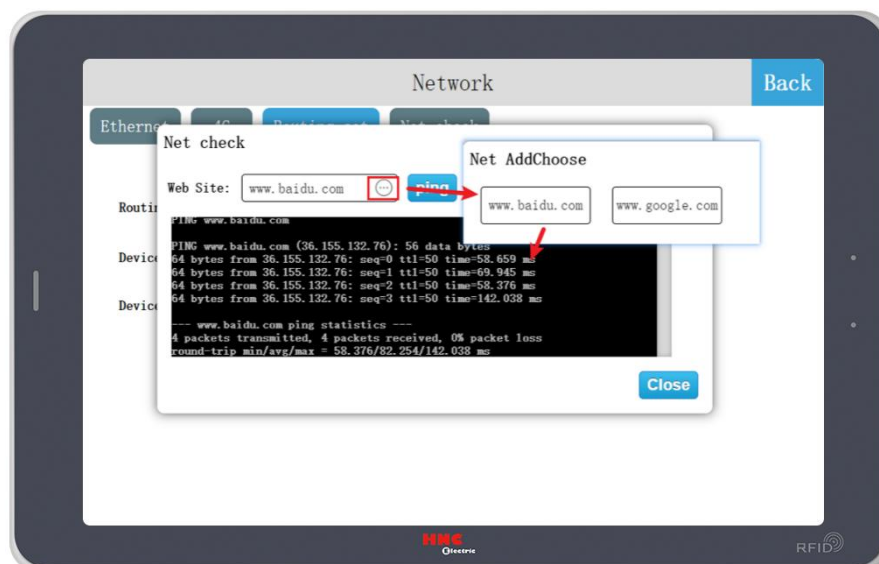 Network
Back
Ethernet 4G Routing net Net check
Net check
Net AddChoose
Web Site: www.baidu.com ping
www.baidu.com www.google.com
Routin
Device
Device
PING www.baidu.com
PING www.baidu.com (36.155.132.76): 56 data bytes
64 bytes from 36.155.132.76: seq=0 ttl=50 time=58.659 ms
64 bytes from 36.155.132.76: seq=1 ttl=50 time=69.945 ms
64 bytes from 36.155.132.76: seq=2 ttl=50 time=58.376 ms
64 bytes from 36.155.132.76: seq=3 ttl=50 time=142.038 ms
--- www.baidu.com ping statistics ---
4 packets transmitted, 4 packets received, 0% packet loss
round-trip min/avg/max = 58.376/82.254/142.038 ms
Close
HNC
Electric
RFID